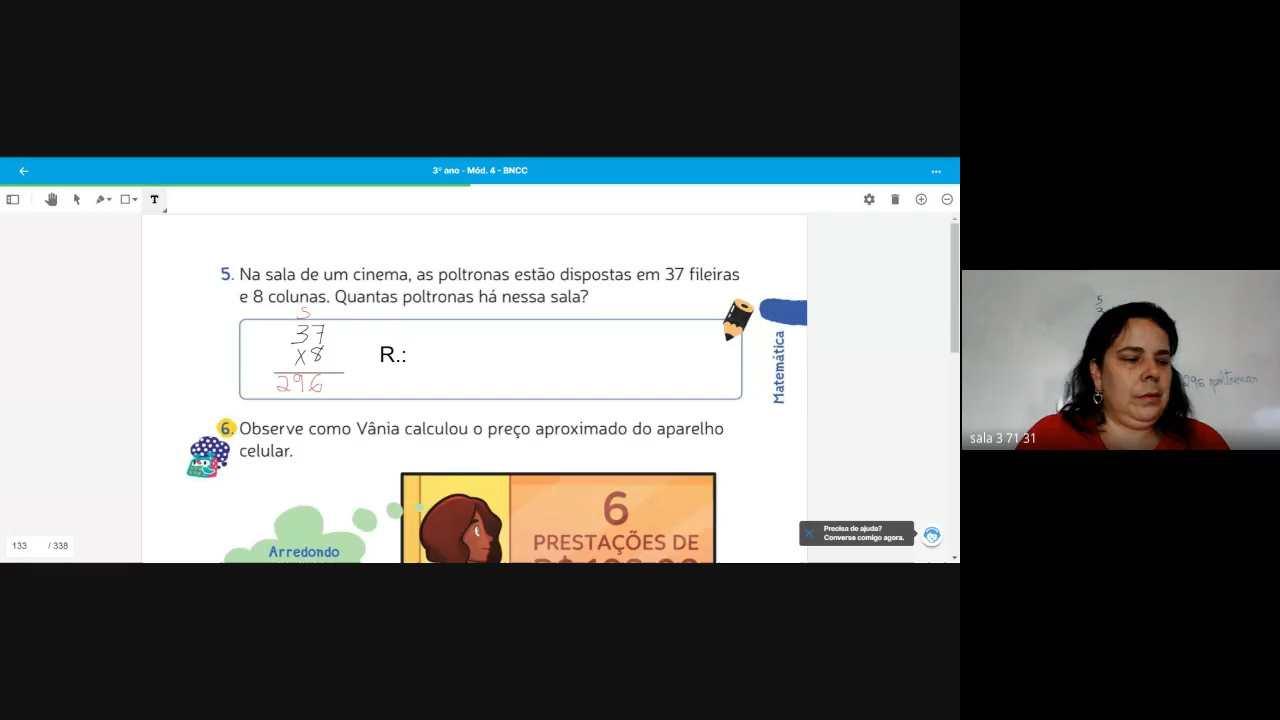 3º ano - Mód. 4 - BNCC
T
5. Na sala de um cinema, as poltronas estão dispostas em 37 fileiras
e 8 colunas. Quantas poltronas há nessa sala?
5
37
x8
296
R.:
Matemática
6. Observe como Vânia calculou o preço aproximado do aparelho
celular.
6
PRESTAÇÕES DE
Arredondo
133 / 338
Precisa de ajuda?
Converse comigo agora.
5
296 poltronas
sala 3 71 31